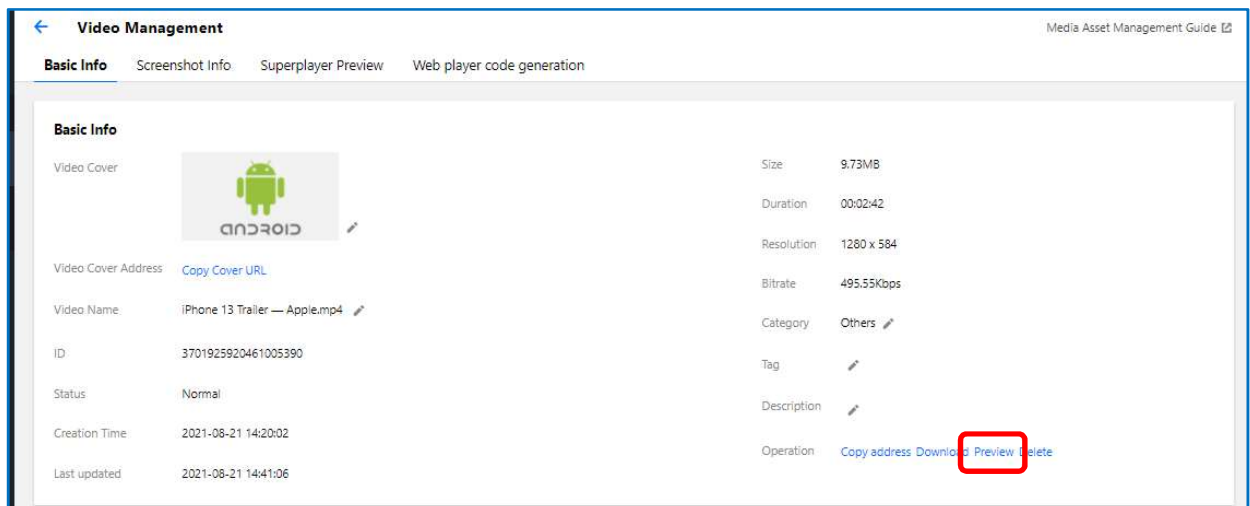 Video Management
Media Asset Management Guide
Basic Info Screenshot Info Superplayer Preview Web player code generation
Basic Info
Video Cover
android
Video Cover Address Copy Cover URL
Video Name iPhone 13 Trailer — Apple.mp4
ID 3701925920461005390
Status Normal
Creation Time 2021-08-21 14:20:02
Last updated 2021-08-21 14:41:06
Size 9.73MB
Duration 00:02:42
Resolution 1280 x 584
Bitrate 495.55Kbps
Category Others
Tag
Description
Operation Copy address Download Preview Delete